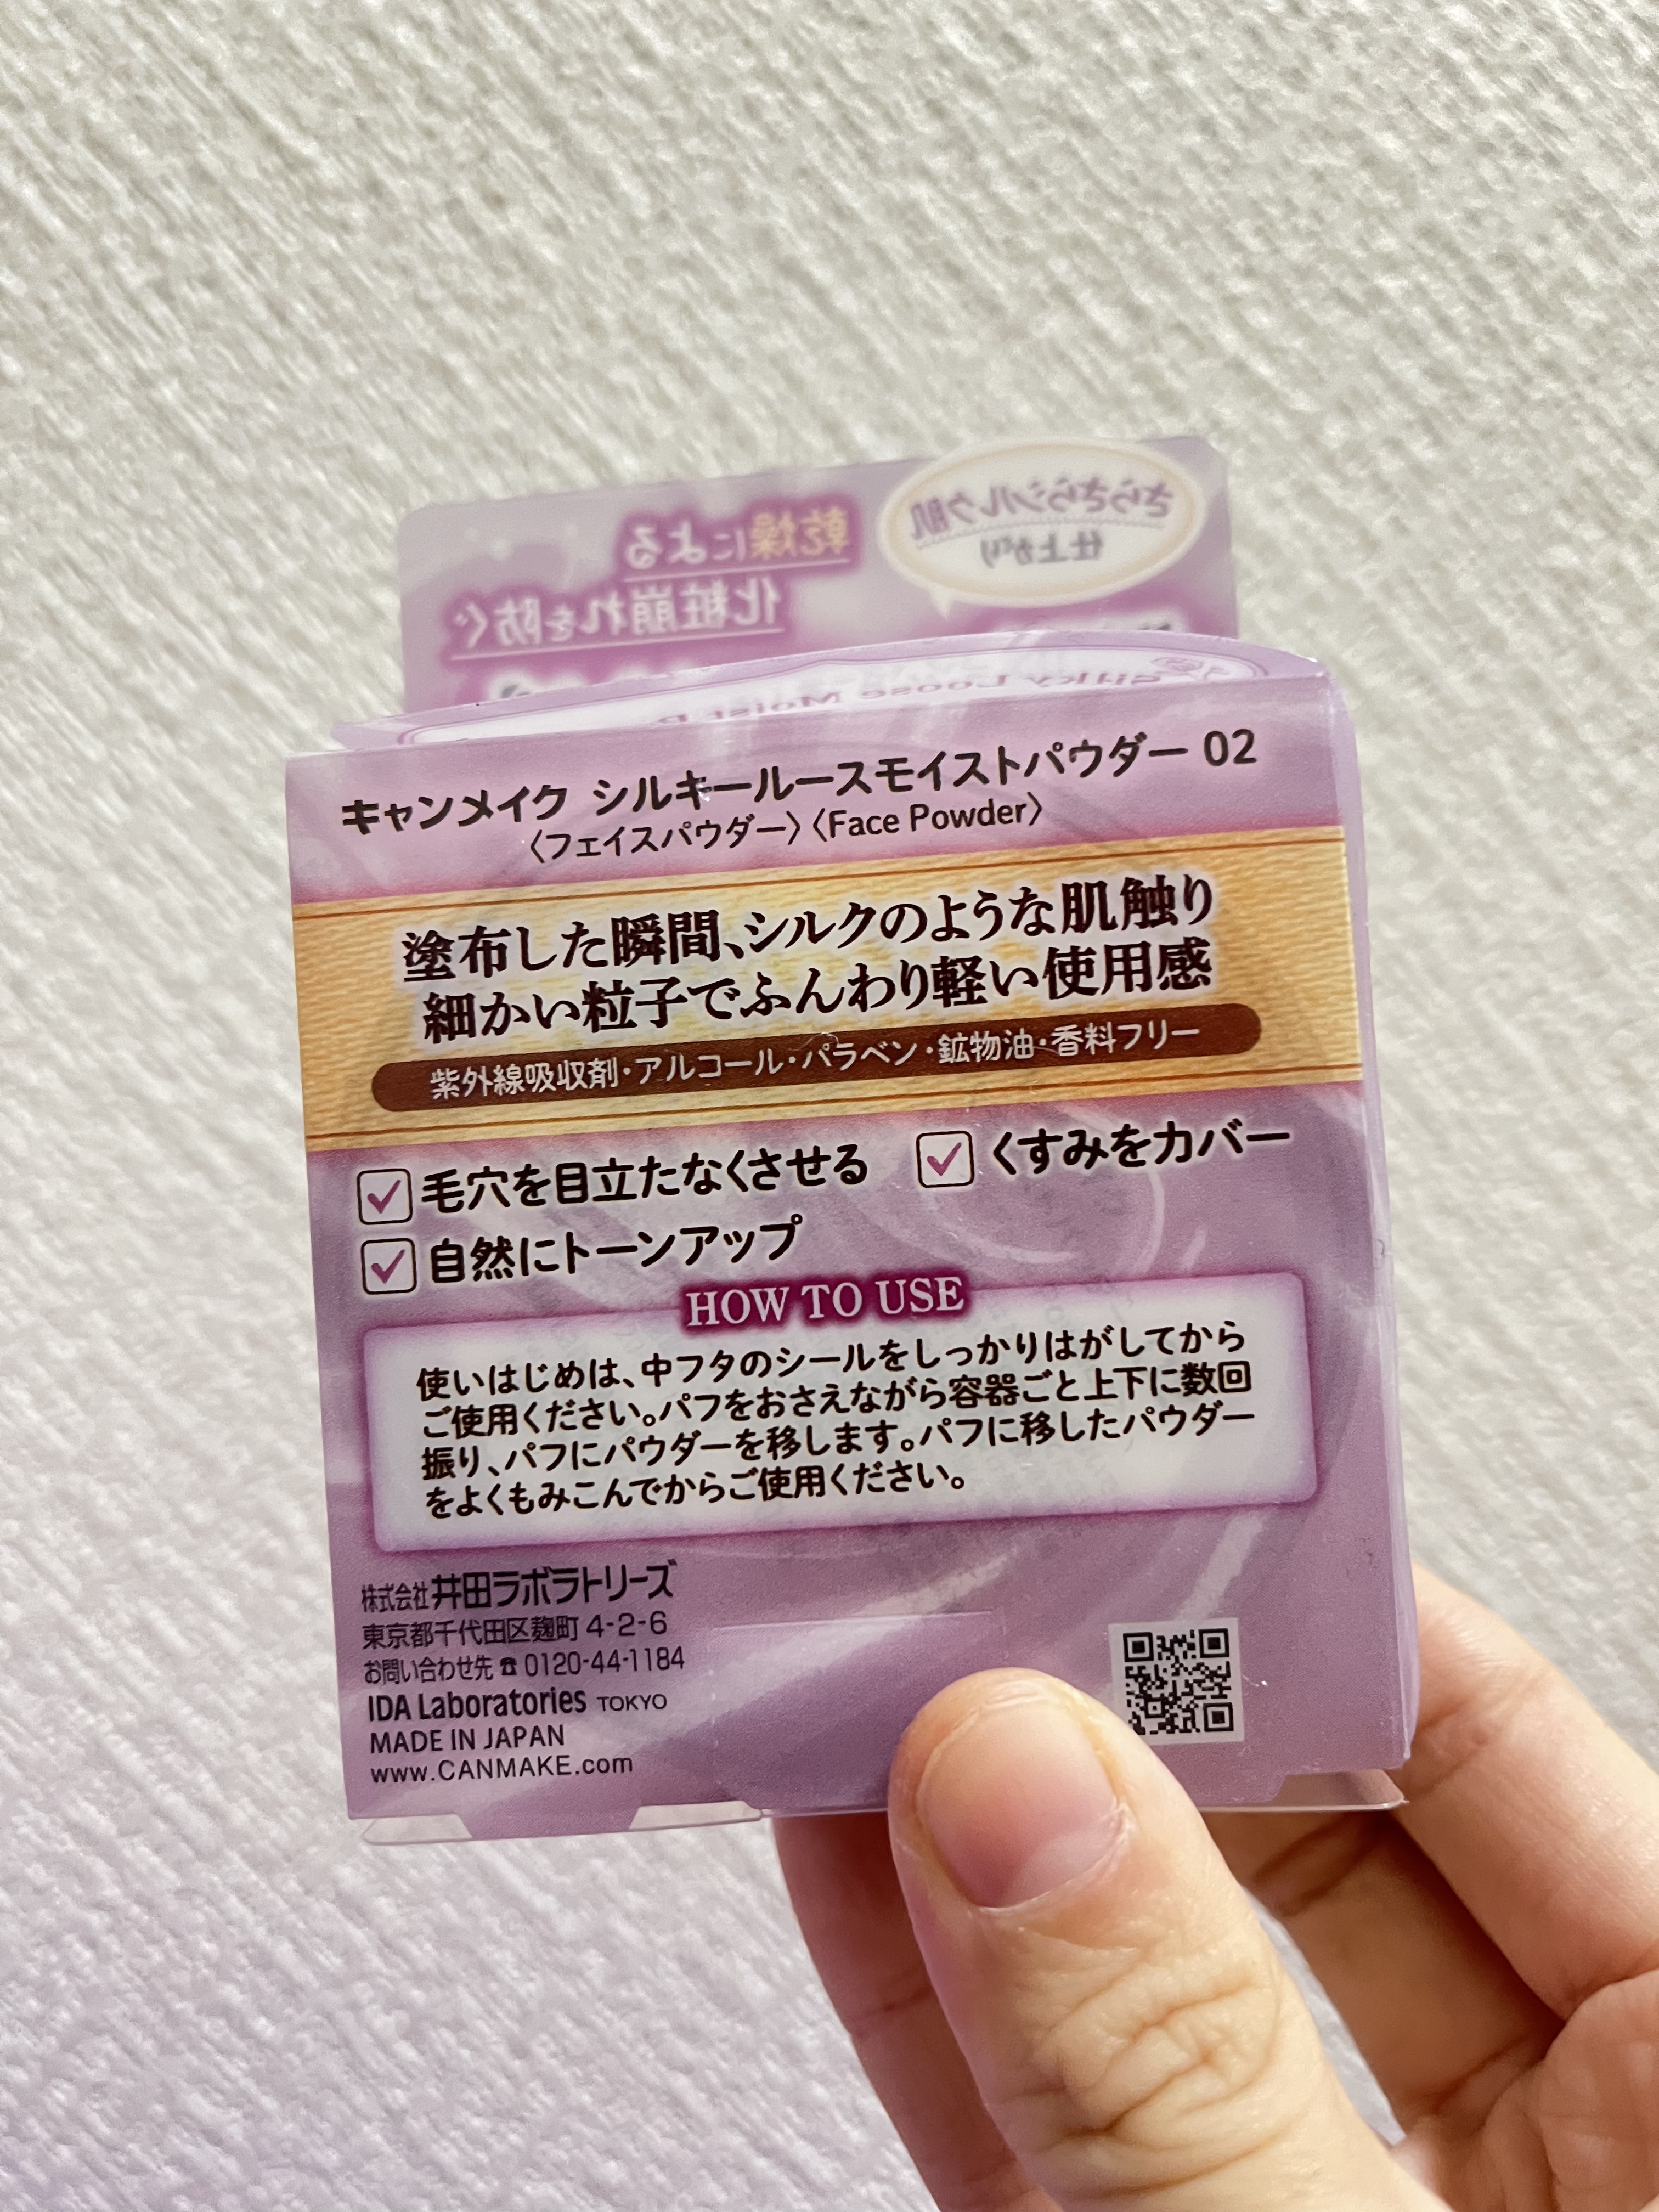 さらさらシルク肌
仕上がり
乾燥による
化粧崩れを防ぐ
Silky Loose Moist P
キャンメイク シルキールースモイストパウダー 02
〈フェイスパウダー〉〈Face Powder〉
塗布した瞬間、シルクのような肌触り
細かい粒子でふんわり軽い使用感
紫外線吸収剤・アルコール・パラベン・鉱物油・香料フリー
毛穴を目立たなくさせる
くすみをカバー
自然にトーンアップ
HOW TO USE
使いはじめは、中フタのシールをしっかりはがしてから
ご使用ください。パフをおさえながら容器ごと上下に数回
振り、パフにパウダーを移します。パフに移したパウダー
をよくもみこんでからご使用ください。
株式会社井田ラボラトリーズ
東京都千代田区麹町 4-2-6
お問い合わせ先 ☎ 0120-44-1184
IDA Laboratories TOKYO
MADE IN JAPAN
www.CANMAKE.com